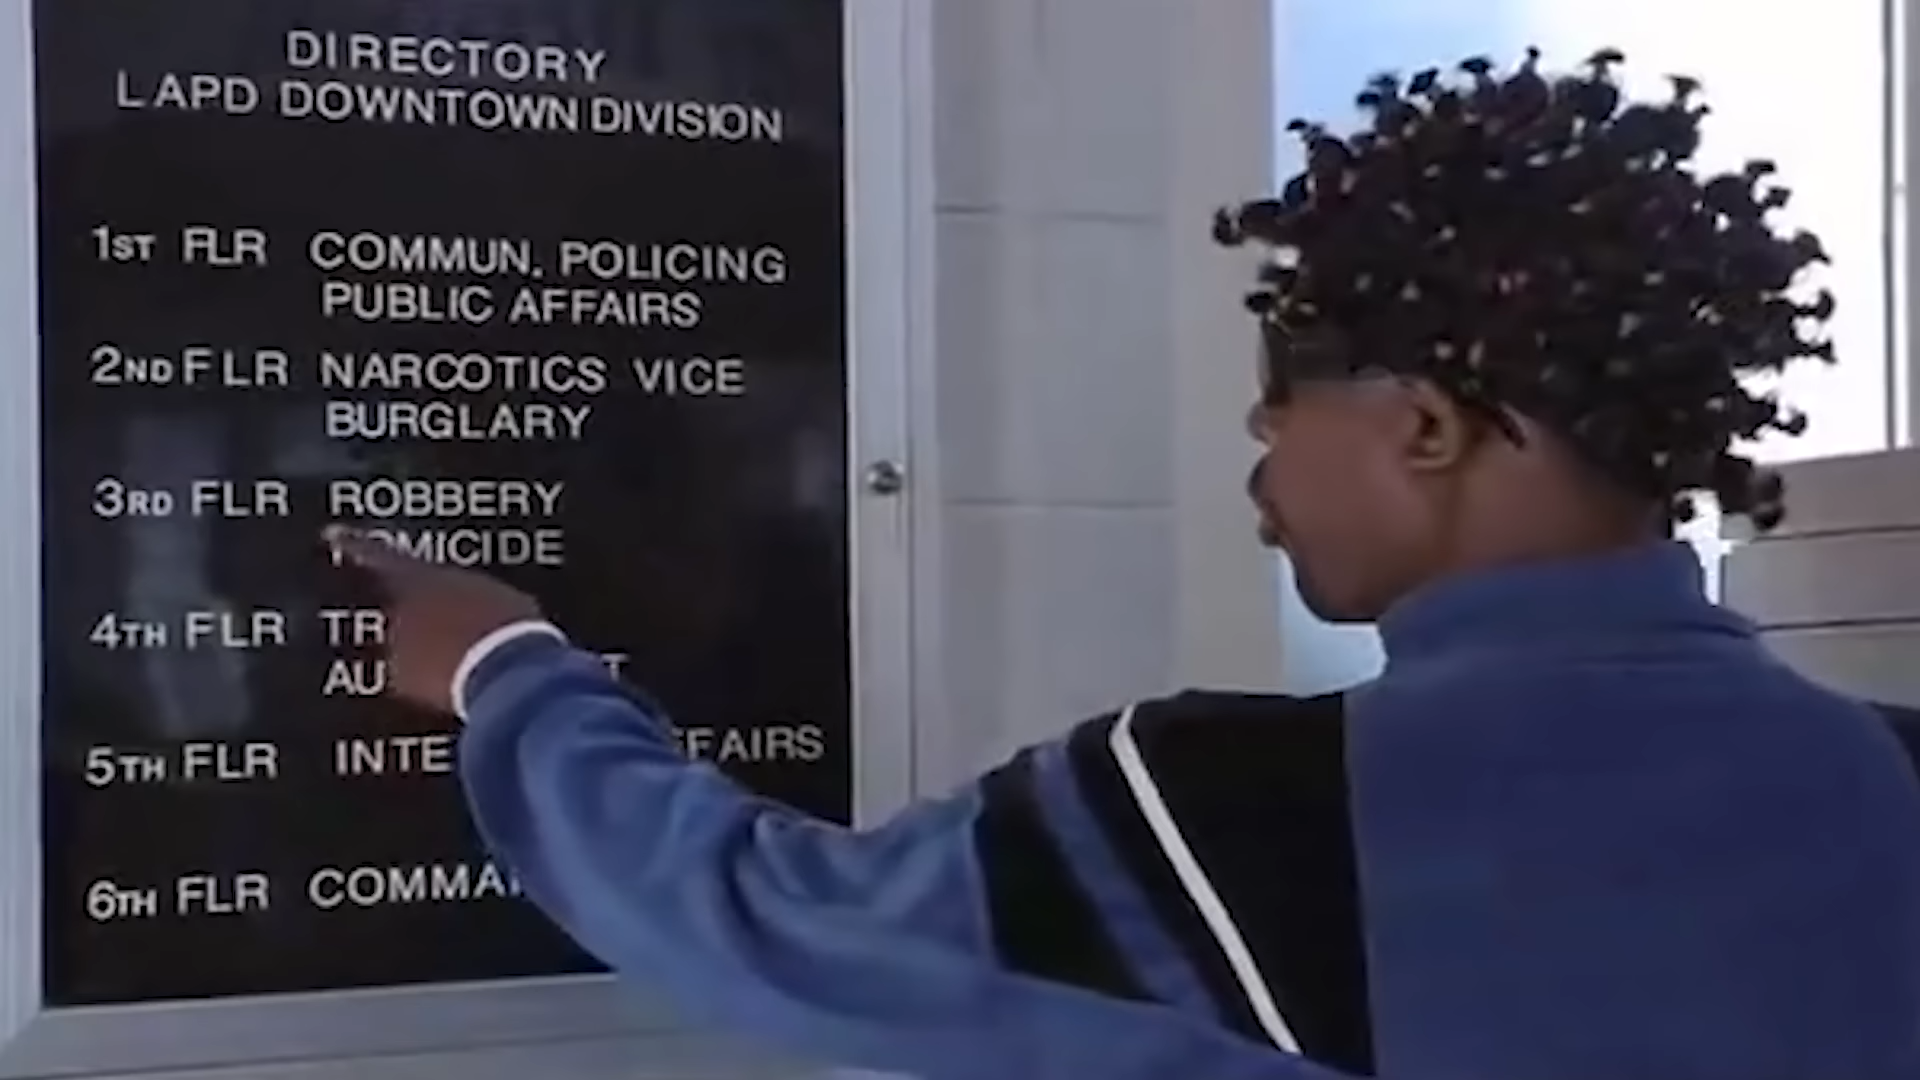 DIRECTORY
LAPD DOWNTOWN DIVISION
1ST FLR COMMUN. POLICING
PUBLIC AFFAIRS
2ND FLR NARCOTICS VICE
BURGLARY
3RD FLR ROBBERY
HOMICIDE
4TH FLR
5TH FLR
6TH FLR